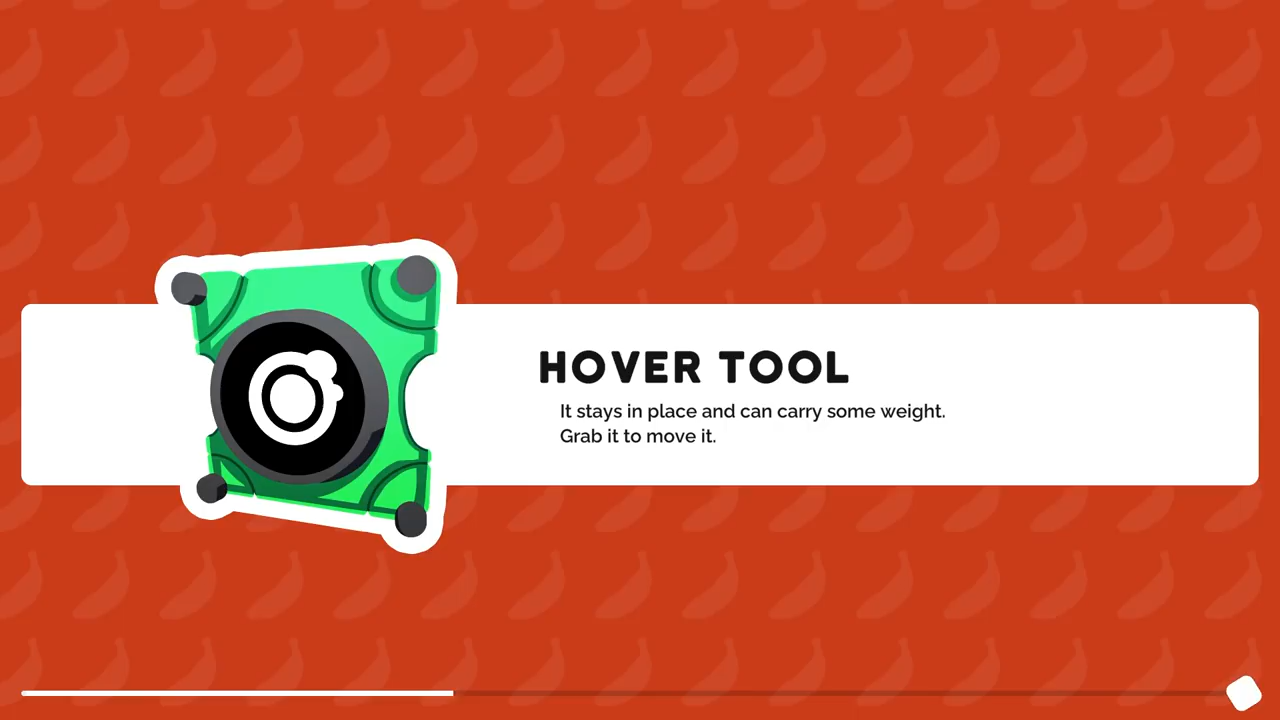 HOVER TOOL
It stays in place and can carry some weight.
Grab it to move it.